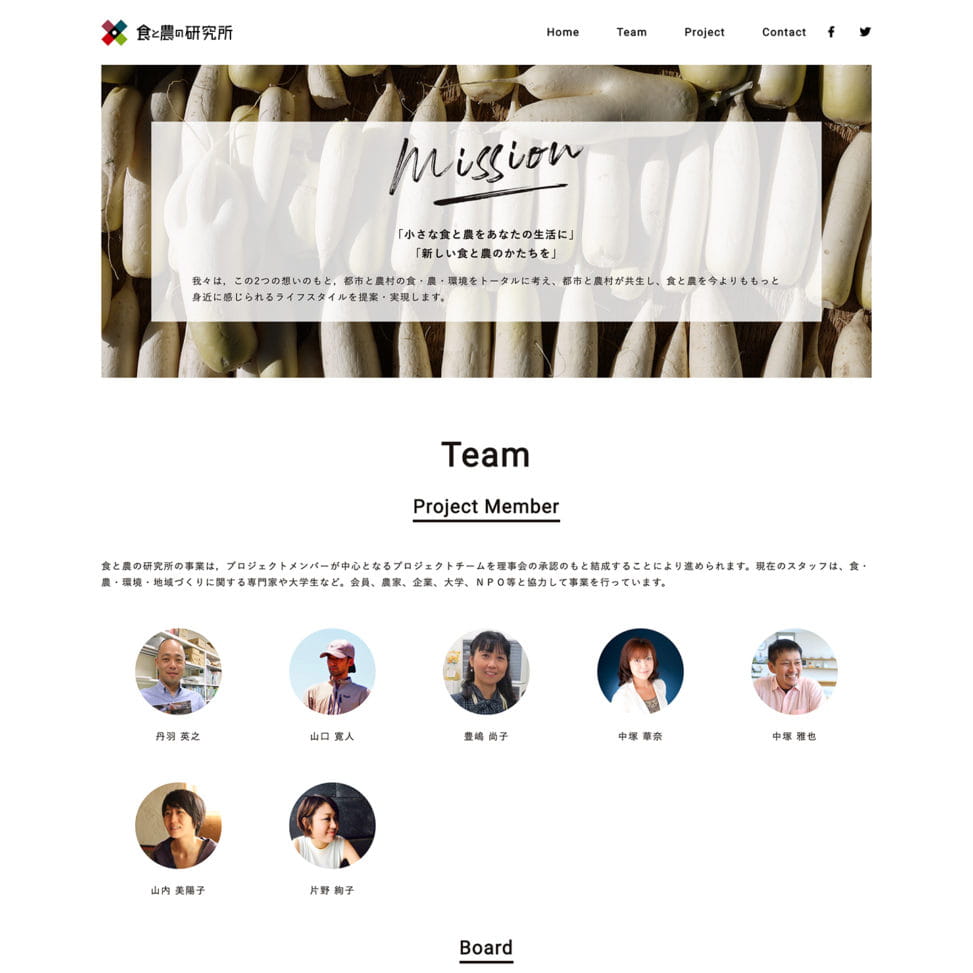 食と農の研究所
Home
Team
Project
Contact
Mission
「小さな食と農をあなたの生活に」
「新しい食と農のかたちを」
我々は，この2つの想いのもと，都市と農村の食・農・環境をトータルに考え、都市と農村が共生し、食と農を今よりももっと
身近に感じられるライフスタイルを提案・実現します。
Team
Project Member
食と農の研究所の事業は，プロジェクトメンバーが中心となるプロジェクトチームを理事会の承認のもと結成することにより進められます。現在のスタッフは、食・
農・環境・地域づくりに関する専門家や大学生など。会員、農家、企業、大学、ＮＰＯ等と協力して事業を行っています。
丹羽 英之
山口 寛人
豊嶋 尚子
中塚 華奈
中塚 雅也
山内 美陽子
片野 絢子
Board